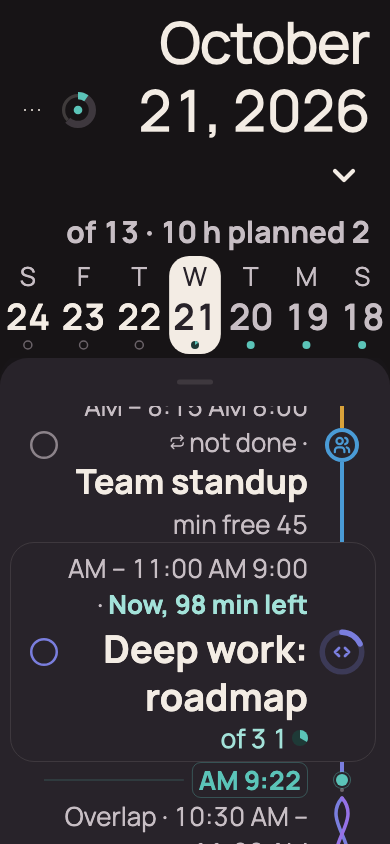 October
21, 2026
...
of 13 · 10 h planned 2
S F T W T M S
24 23 22 21 20 19 18
AM – 8:15 AM 8:00
not done ·
Team standup
min free 45
AM – 11:00 AM 9:00
· Now, 98 min left
Deep work:
roadmap
of 3 1
AM 9:22
Overlap · 10:30 AM –